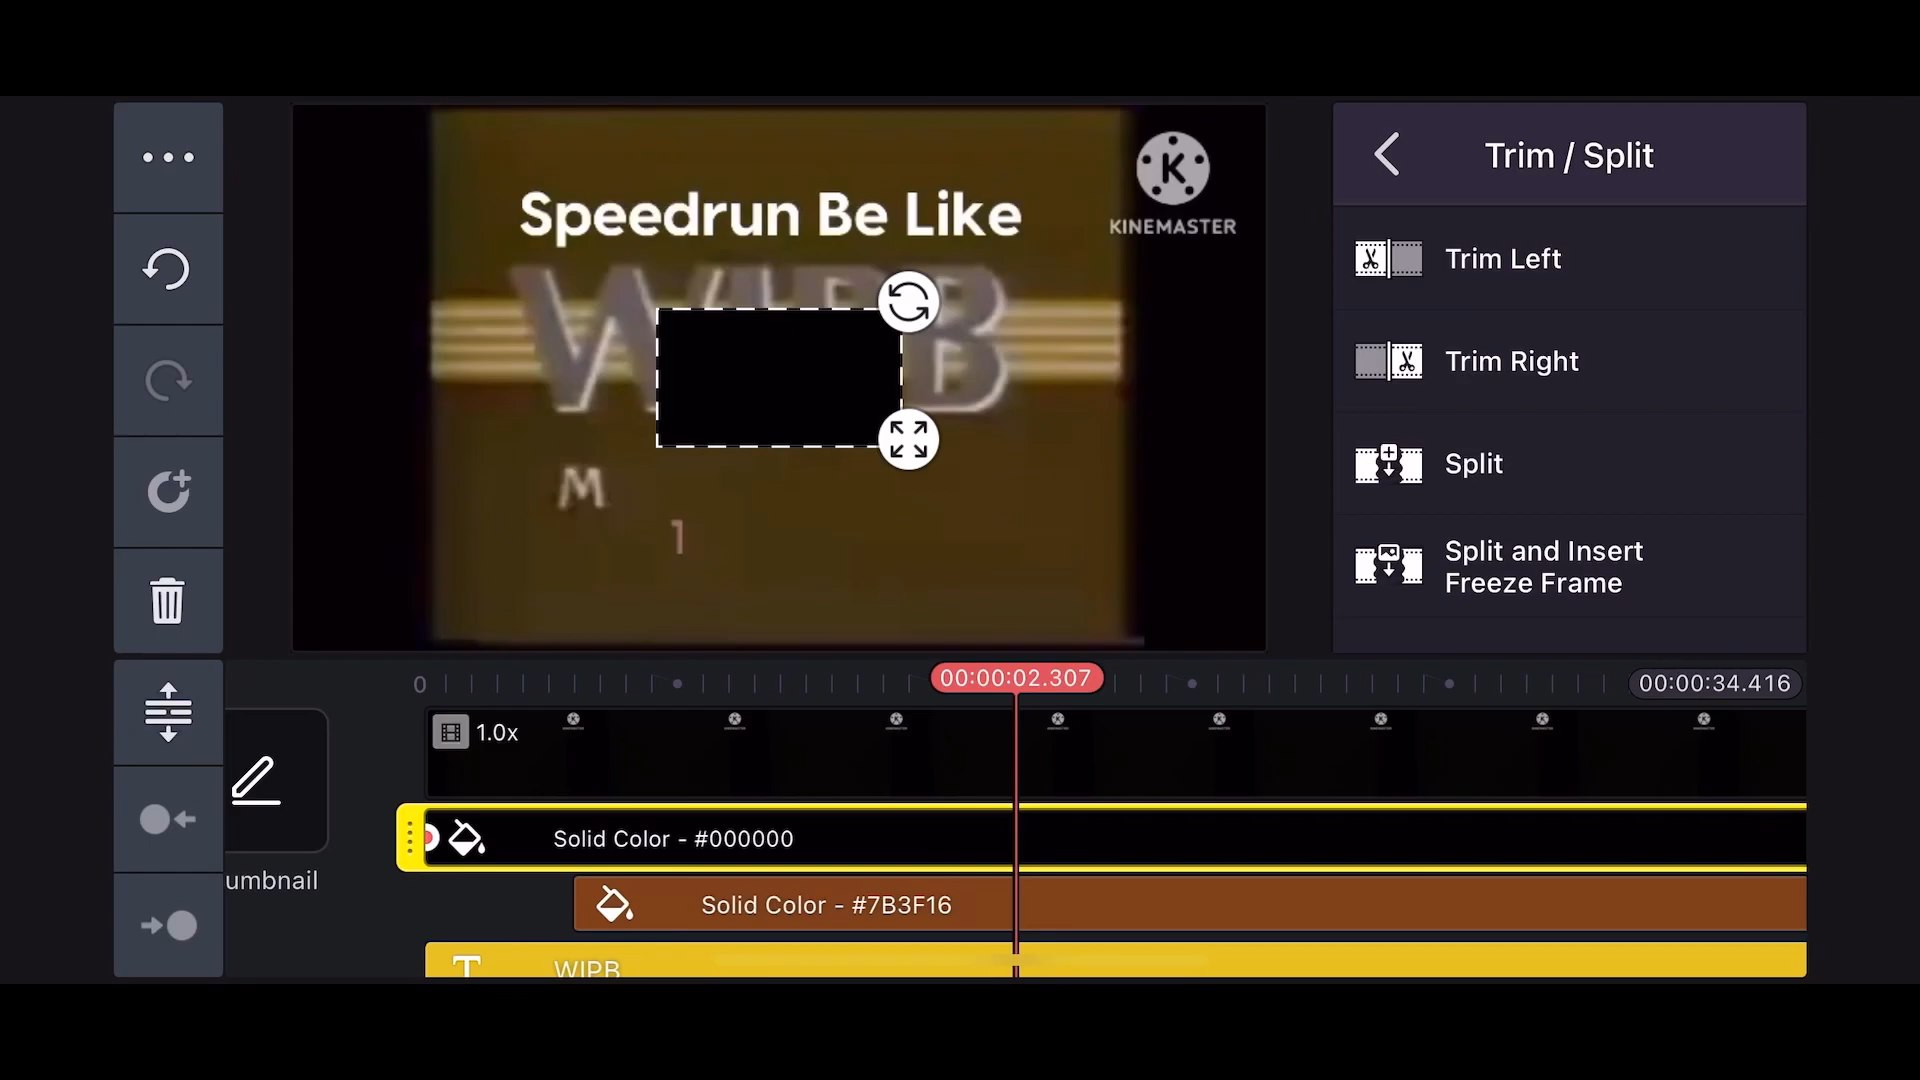 Speedrun Be Like
K
KINEMASTER
WIPB
M
1
Trim / Split
Trim Left
Trim Right
Split
Split and Insert
Freeze Frame
0
00:00:02.307
00:00:34.416
1.0x
Solid Color - #000000
umbnail
Solid Color - #7B3F16
T
WIPB